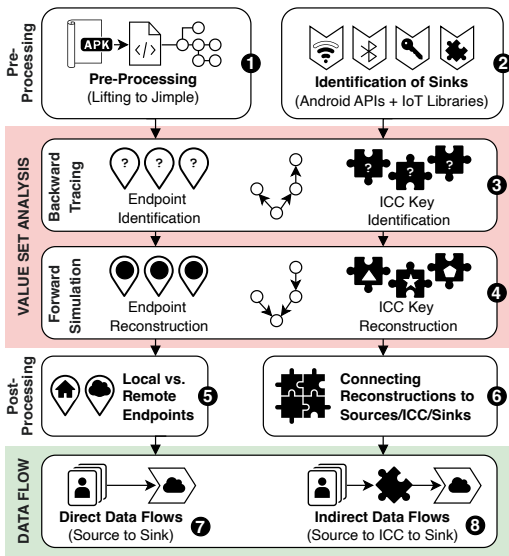 Pre-
Processing
APK
</>
1
Pre-Processing
(Lifting to Jimple)
2
Identification of Sinks
(Android APIs + IoT Libraries)
VALUE SET ANALYSIS
Backward
Tracing
? ? ?
Endpoint
Identification
? ? ?
ICC Key
Identification
3
Forward
Simulation
Endpoint
Reconstruction
ICC Key
Reconstruction
4
Post-
Processing
Local vs.
Remote
Endpoints
5
Connecting
Reconstructions to
Sources/ICC/Sinks
6
DATA FLOW
Direct Data Flows
(Source to Sink)
7
Indirect Data Flows
(Source to ICC to Sink)
8